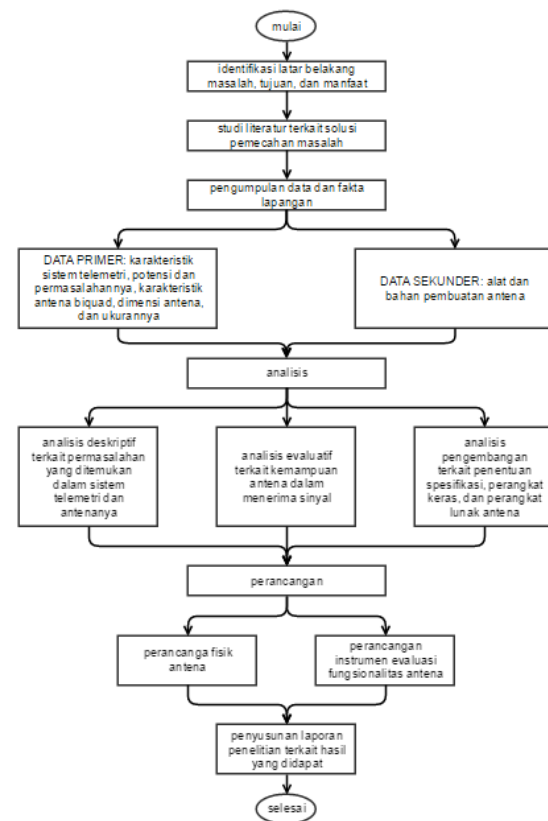 mulai
identifikasi latar belakang
masalah, tujuan, dan manfaat
studi literatur terkait solusi
pemecahan masalah
pengumpulan data dan fakta
lapangan
DATA PRIMER: karakteristik
sistem telemetri, potensi dan
permasalahannya, karakteristik
antena biquad, dimensi antena,
dan ukurannya
DATA SEKUNDER: alat dan
bahan pembuatan antena
analisis
analisis deskriptif
terkait permasalahan
yang ditemukan
dalam sistem
telemetri dan
antenanya
analisis evaluatif
terkait kemampuan
antena dalam
menerima sinyal
analisis
pengembangan
terkait penentuan
spesifikasi, perangkat
keras, dan perangkat
lunak antena
perancangan
perancanga fisik
antena
perancangan
instrumen evaluasi
fungsionalitas antena
penyusunan laporan
penelitian terkait hasil
yang didapat
selesai